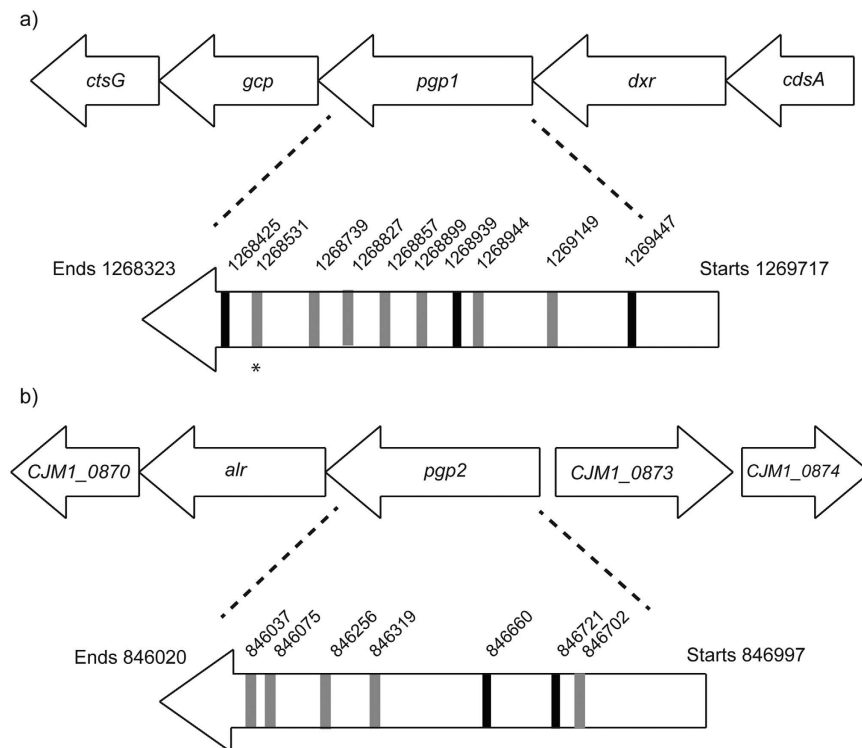 a)
ctsG gcp pgp1 dxr cdsA
1268425 1268531 1268739 1268827 1268857 1268899 1268939 1268944 1269149 1269447
Ends 1268323 Starts 1269717
*
b)
CJM1_0870 alr pgp2 CJM1_0873 CJM1_0874
846037 846075 846256 846319 846660 846721 846702
Ends 846020 Starts 846997